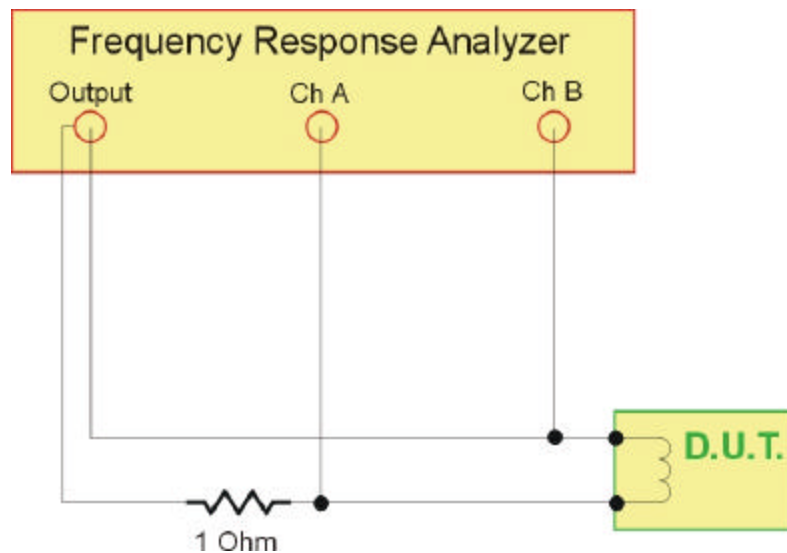 Frequency Response Analyzer
Output
Ch A
Ch B
D.U.T.
1 Ohm